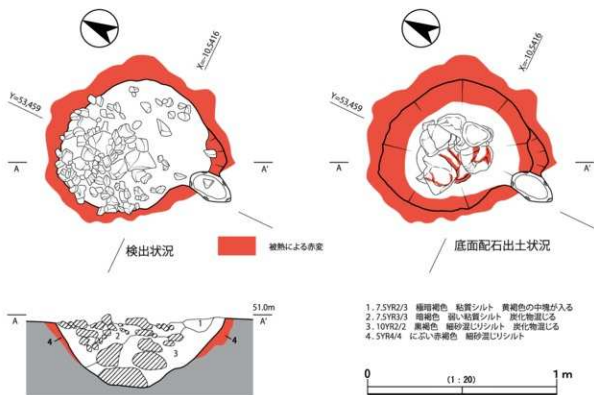 X=-10,5416
Y=53,459
A
A'
検出状況
被熱による赤変
X=-10,5416
Y=53,459
A
A'
底面配石出土状況
51.0m
A
A'
1
2
3
4
4
1. 7.5YR2/3 極暗褐色 粘質シルト 黄褐色の中塊が入る
2. 7.5YR3/3 暗褐色 弱い粘質シルト 炭化物混じる
3. 10YR2/2 黒褐色 細砂混じりシルト 炭化物混じる
4. 5YR4/4 にぶい赤褐色 細砂混じりシルト
0 (1:20) 1m